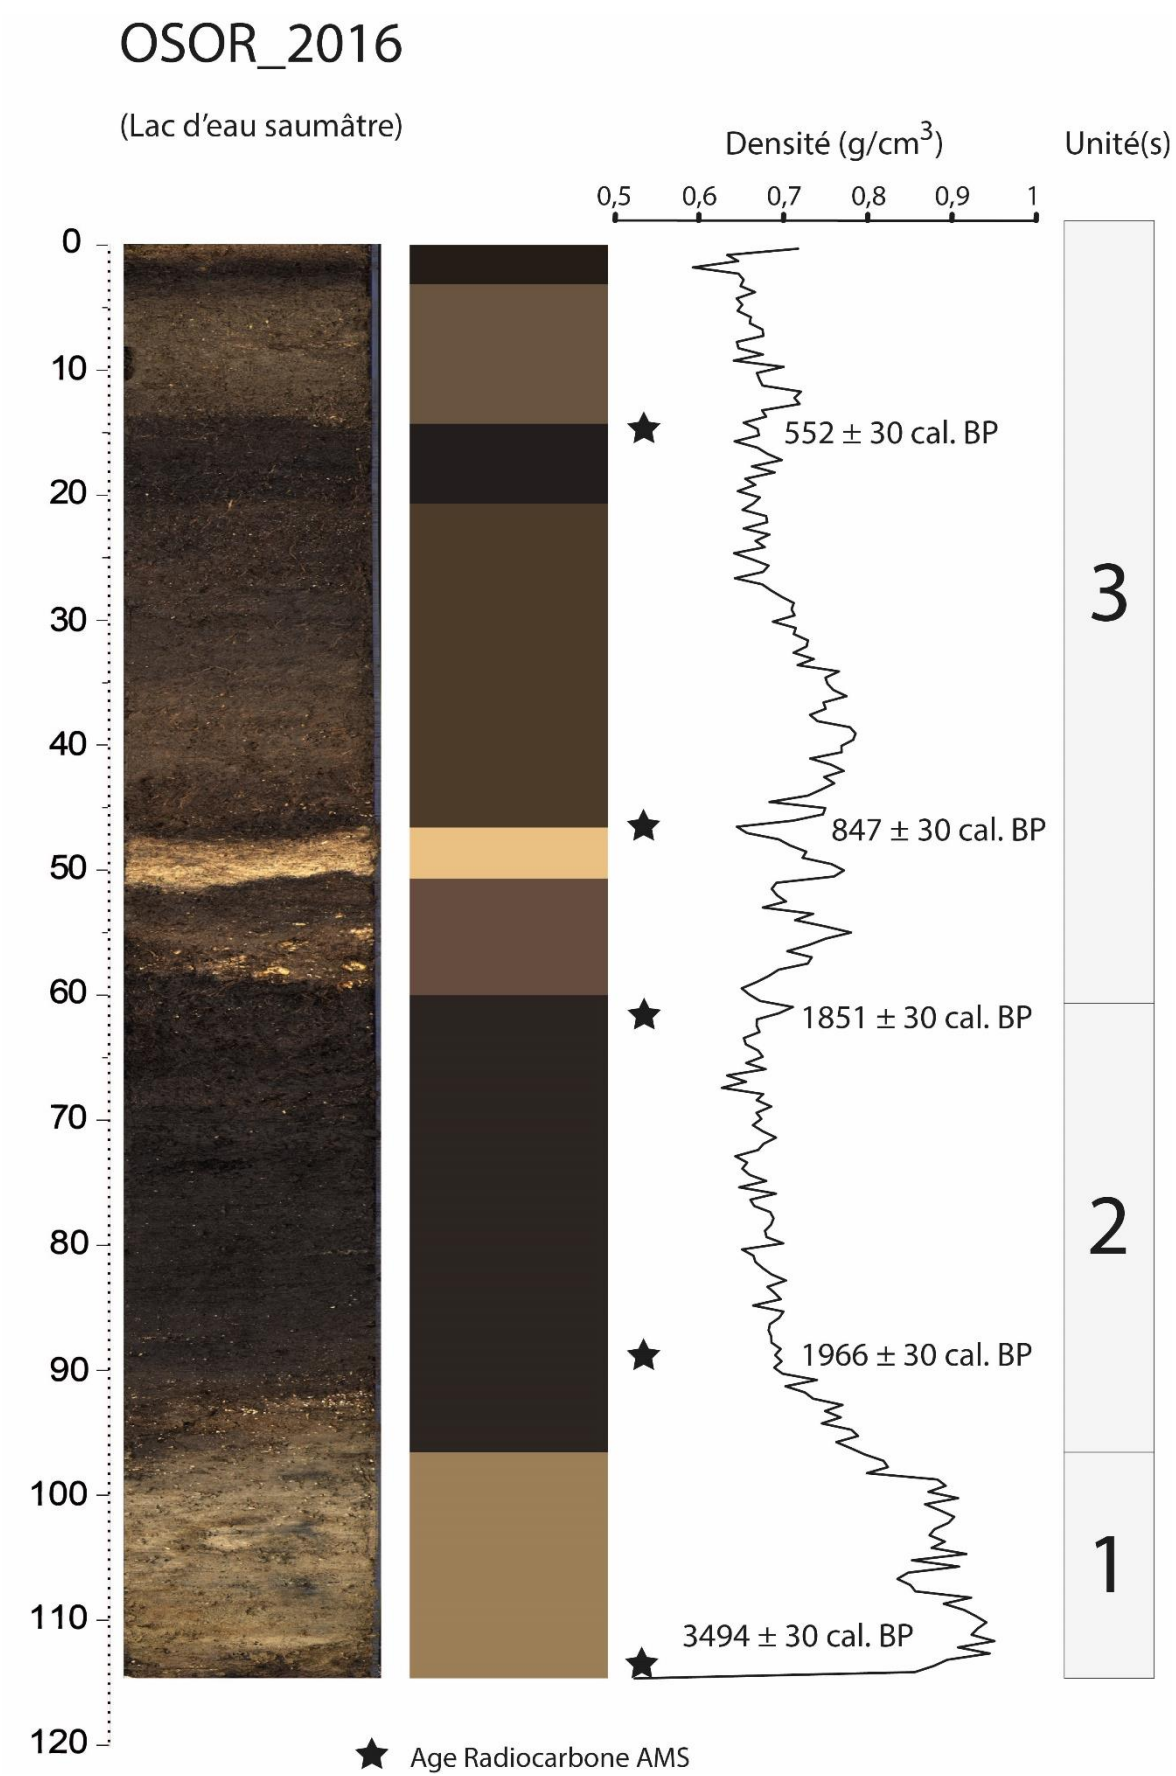 OSOR_2016
(Lac d'eau saumâtre)
Densité (g/cm³)
Unité(s)
0,5 0,6 0,7 0,8 0,9 1
0
10
552 ± 30 cal. BP
20
3
30
40
847 ± 30 cal. BP
50
60
1851 ± 30 cal. BP
70
2
80
1966 ± 30 cal. BP
90
100
1
110
3494 ± 30 cal. BP
120
Age Radiocarbone AMS